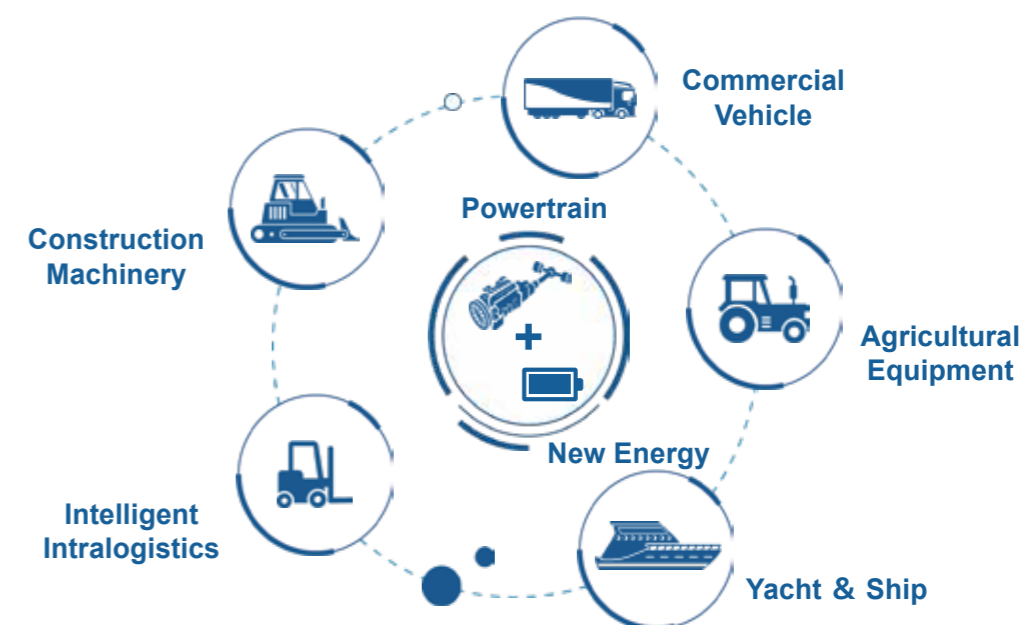 Commercial
Vehicle
Powertrain
Construction
Machinery
Agricultural
Equipment
New Energy
Intelligent
Intralogistics
Yacht & Ship